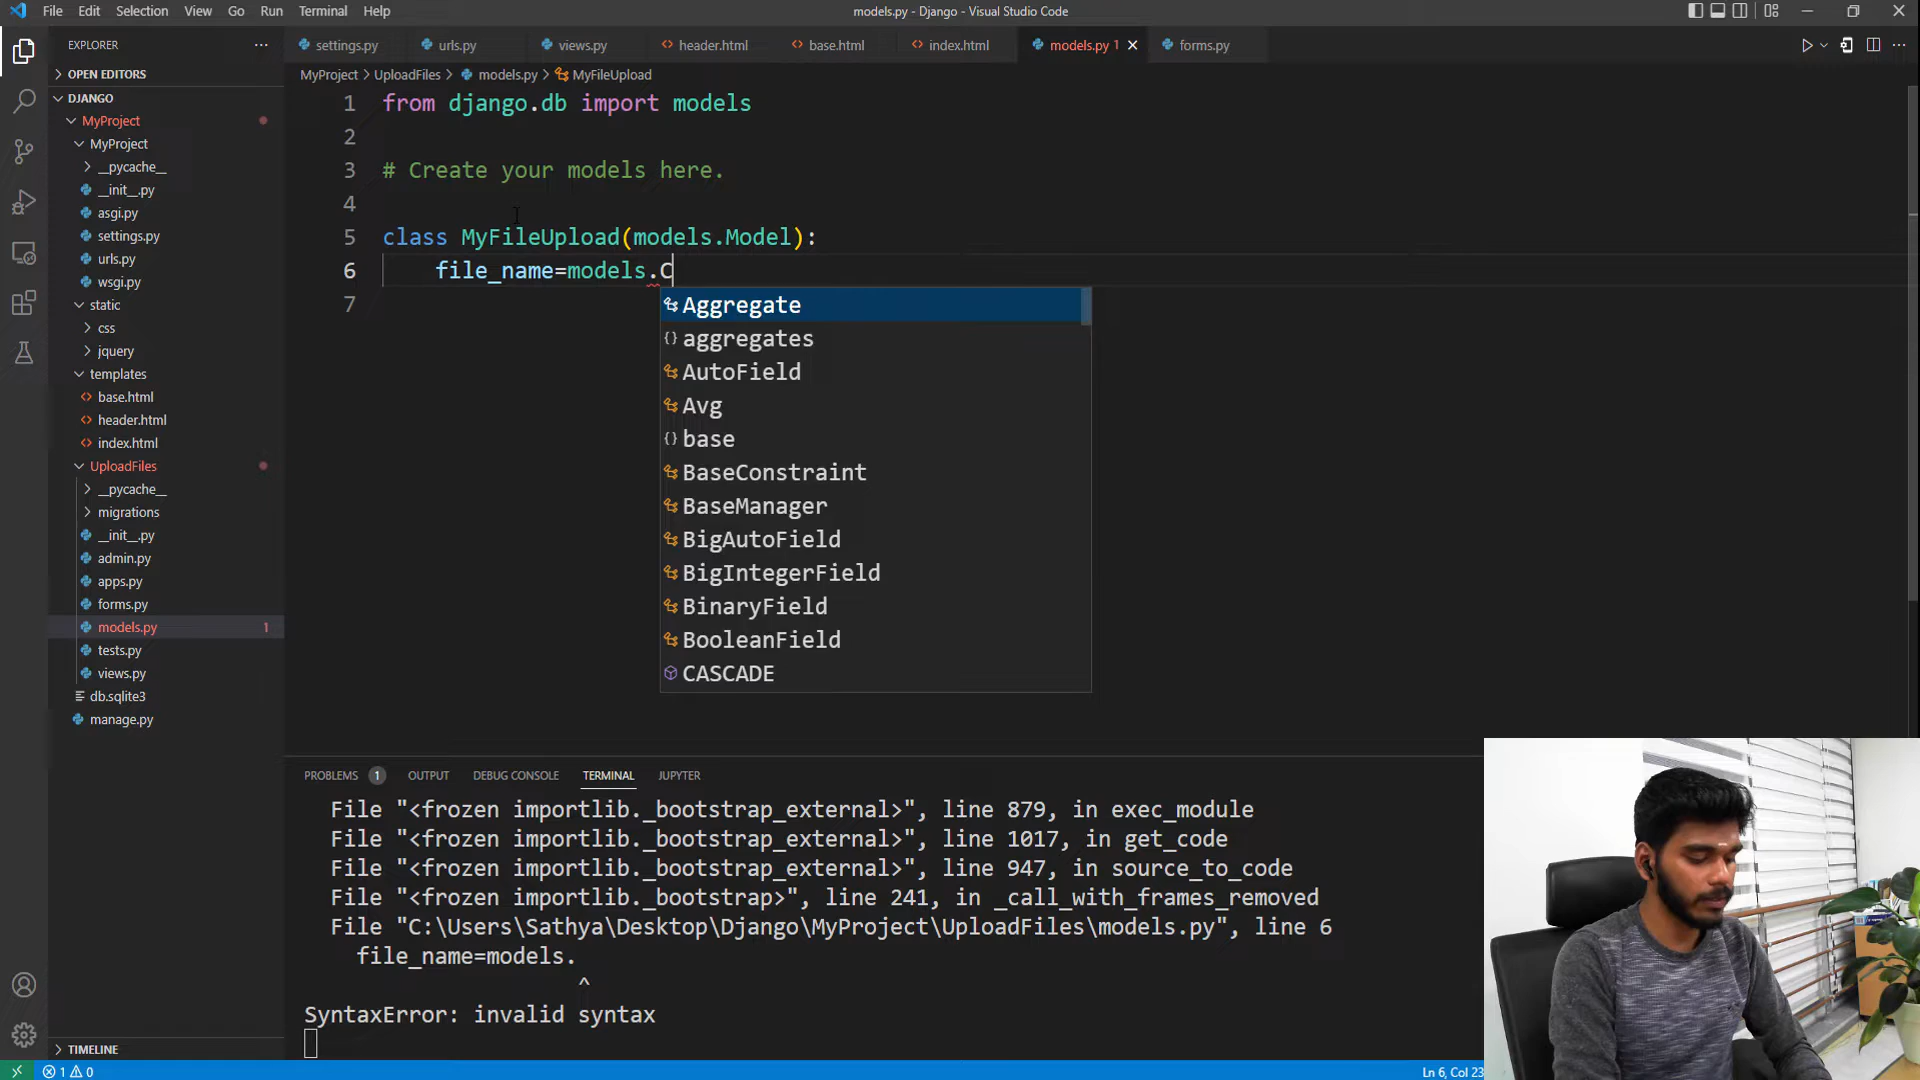 File Edit Selection View Go Run Terminal Help
models.py - Django - Visual Studio Code
EXPLORER
OPEN EDITORS
DJANGO
MyProject
MyProject
__pycache__
__init__.py
asgi.py
settings.py
urls.py
wsgi.py
static
css
jquery
templates
base.html
header.html
index.html
UploadFiles
__pycache__
migrations
__init__.py
admin.py
apps.py
forms.py
models.py 1
tests.py
views.py
db.sqlite3
manage.py
TIMELINE
settings.py urls.py views.py header.html base.html index.html models.py 1 forms.py
MyProject > UploadFiles > models.py > MyFileUpload
1 from django.db import models
2
3 # Create your models here.
4
5 class MyFileUpload(models.Model):
6 file_name=models.C
7
Aggregate
aggregates
AutoField
Avg
base
BaseConstraint
BaseManager
BigAutoField
BigIntegerField
BinaryField
BooleanField
CASCADE
PROBLEMS 1 OUTPUT DEBUG CONSOLE TERMINAL JUPYTER
File "<frozen importlib._bootstrap_external>", line 879, in exec_module
File "<frozen importlib._bootstrap_external>", line 1017, in get_code
File "<frozen importlib._bootstrap_external>", line 947, in source_to_code
File "<frozen importlib._bootstrap>", line 241, in _call_with_frames_removed
File "C:\Users\Sathya\Desktop\Django\MyProject\UploadFiles\models.py", line 6
file_name=models.
^
SyntaxError: invalid syntax
1 0
Ln 6, Col 23